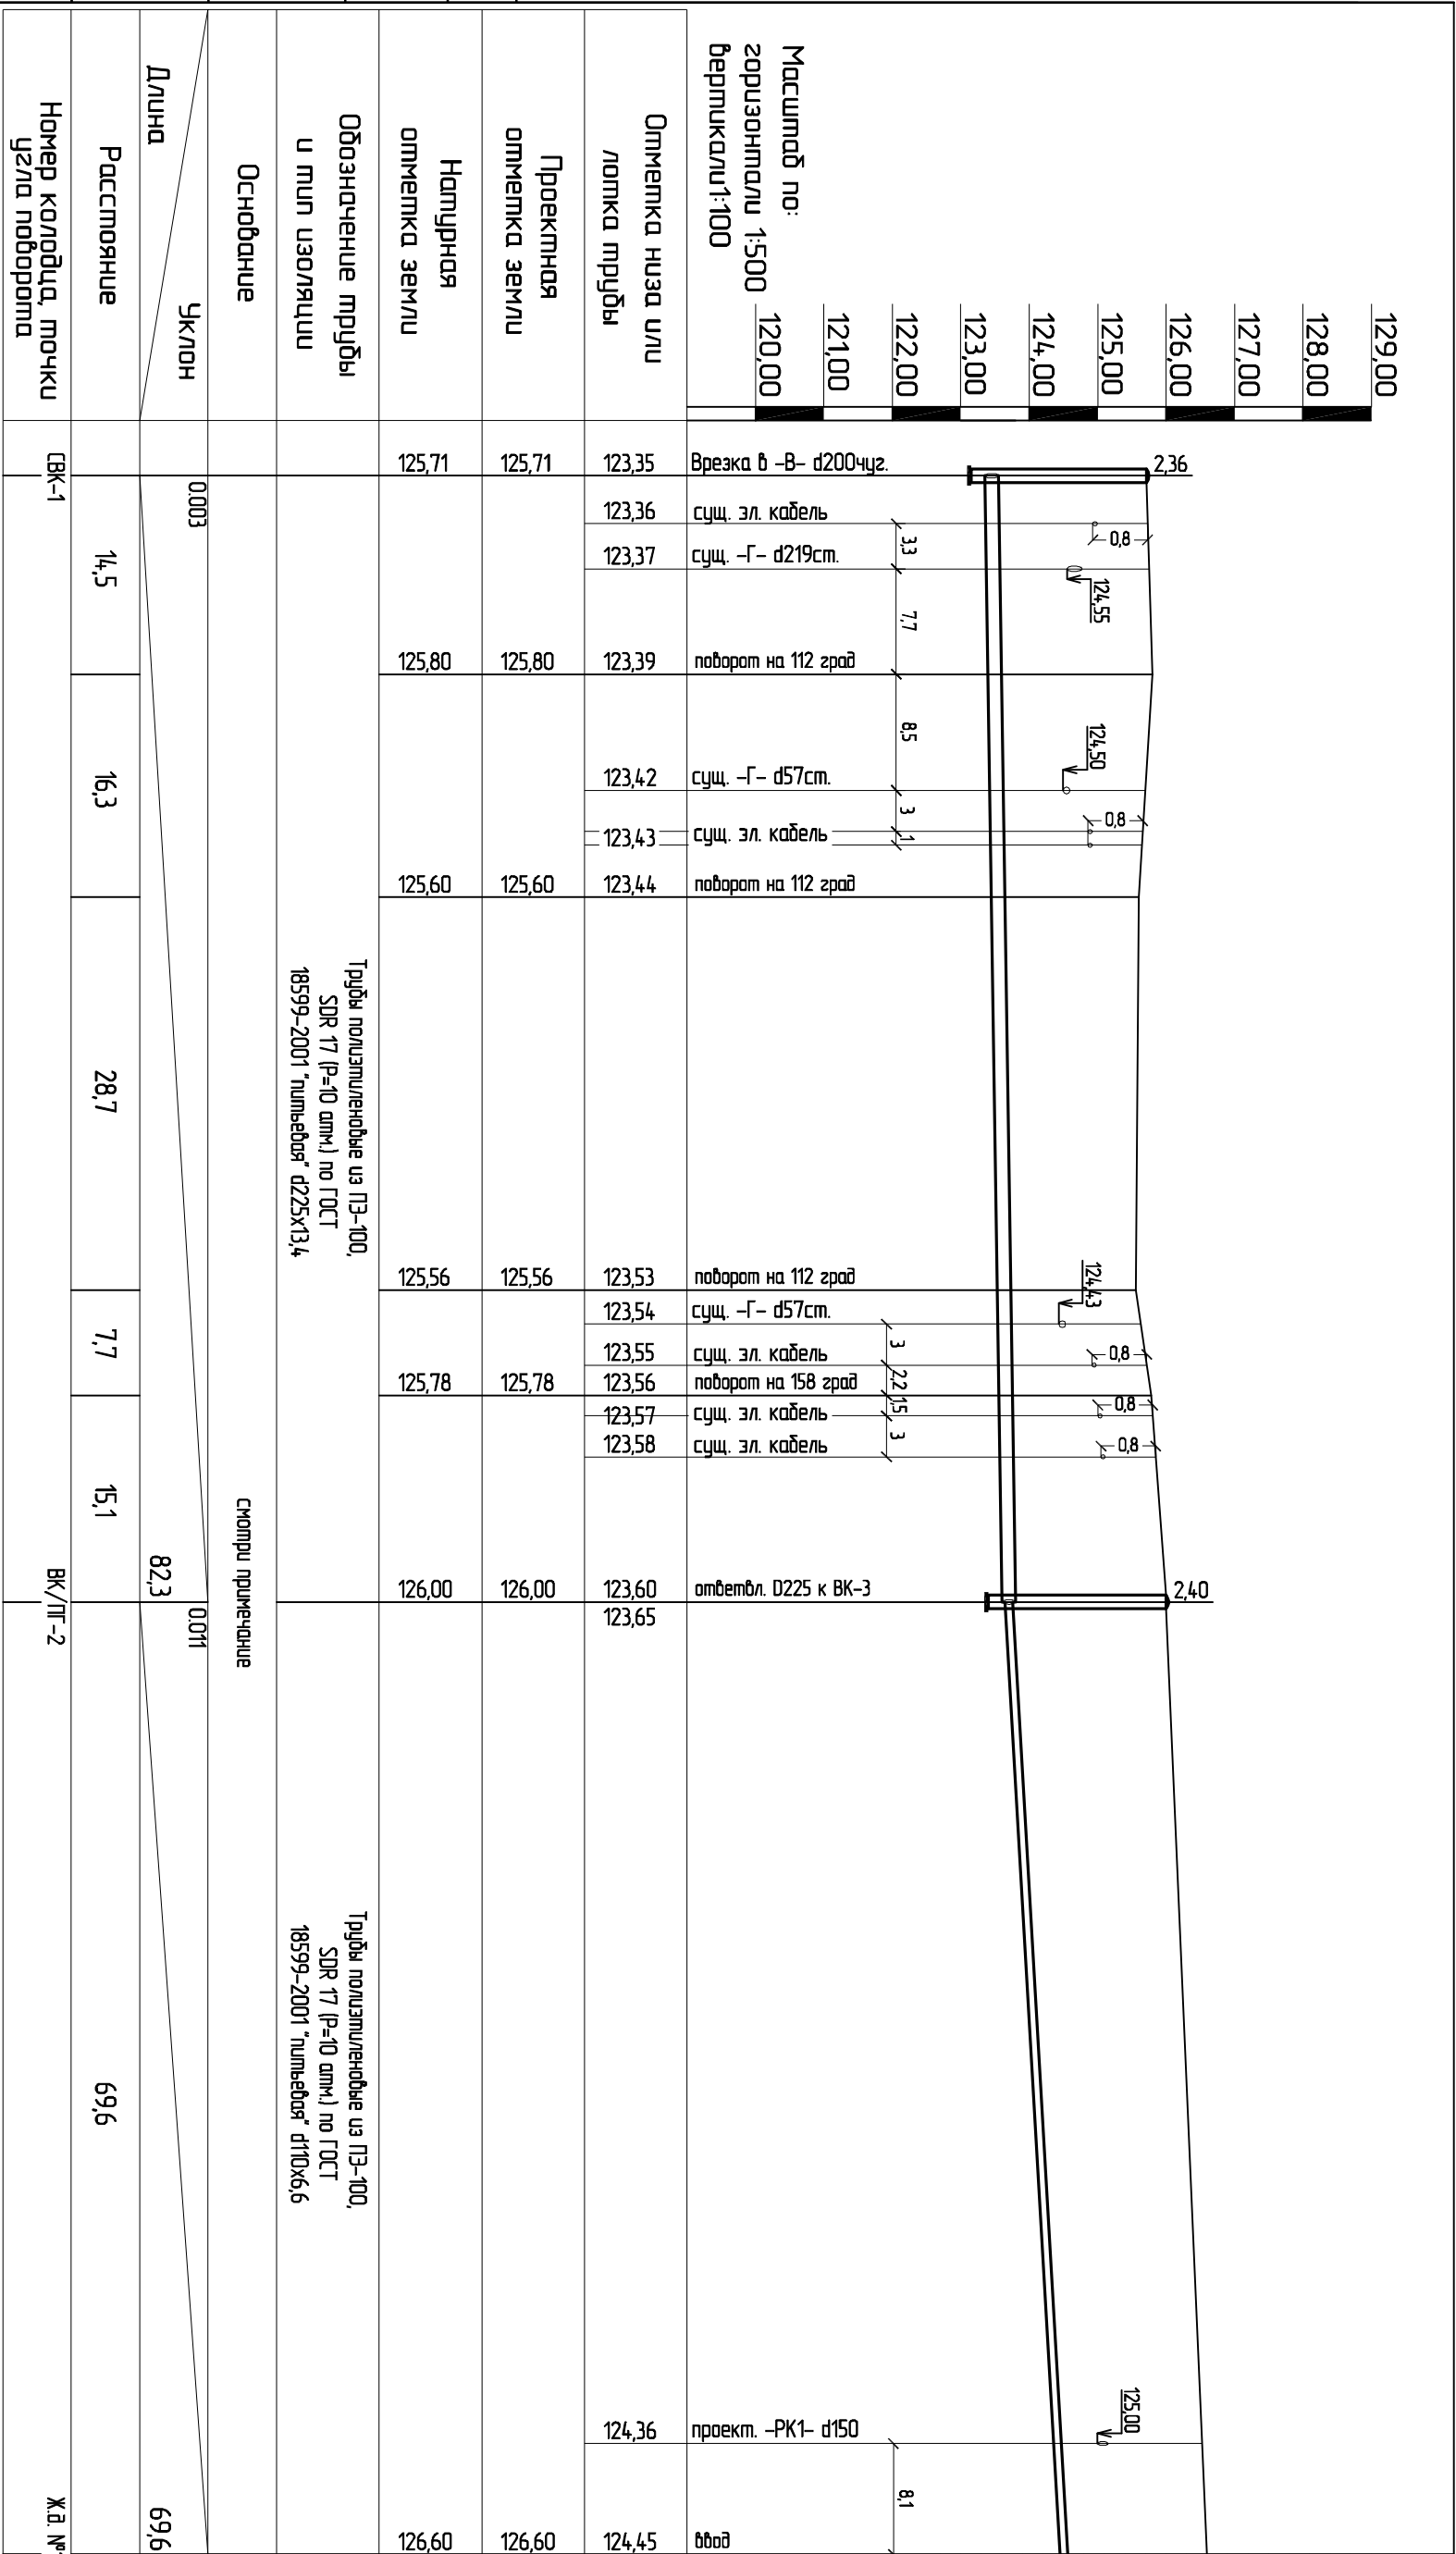 Масштаб по:
горизонтали 1:500
вертикали1:100
129,00
128,00
127,00
126,00
125,00
124,00
123,00
122,00
121,00
120,00
2,36
0,8
124,55
124,50
0,8
124,43
0,8
0,8
0,8
2,40
125,00
3,3
7,7
8,5
3
1
3
2,2
1,5
3
8,1
Врезка в -В- d200чуг.
сущ. эл. кабель
сущ. -Г- d219ст.
поворот на 112 град
сущ. -Г- d57ст.
сущ. эл. кабель
поворот на 112 град
поворот на 112 град
сущ. -Г- d57ст.
сущ. эл. кабель
поворот на 158 град
сущ. эл. кабель
сущ. эл. кабель
ответвл. D225 к ВК-3
проект. -РК1- d150
ввод
Отметка низа или
лотка трубы
123,35
123,36
123,37
123,39
123,42
123,43
123,44
123,53
123,54
123,55
123,56
123,57
123,58
123,60
123,65
124,36
124,45
Проектная
отметка земли
125,71
125,80
125,60
125,56
125,78
126,00
126,60
Натурная
отметка земли
125,71
125,80
125,60
125,56
125,78
126,00
126,60
Обозначение трубы
и тип изоляции
Трубы полиэтиленовые из ПЭ-100,
SDR 17 (Р=10 атм.) по ГОСТ
18599-2001 "питьевая" d225x13,4
Трубы полиэтиленовые из ПЭ-100,
SDR 17 (Р=10 атм.) по ГОСТ
18599-2001 "питьевая" d110x6,6
Основание
смотри примечание
Уклон
Длина
0.003
82,3
0.011
69,6
Расстояние
14,5
16,3
28,7
7,7
15,1
69,6
Номер колодца, точки
угла поворота
СВК-1
ВК/ПГ-2
Ж.д. №